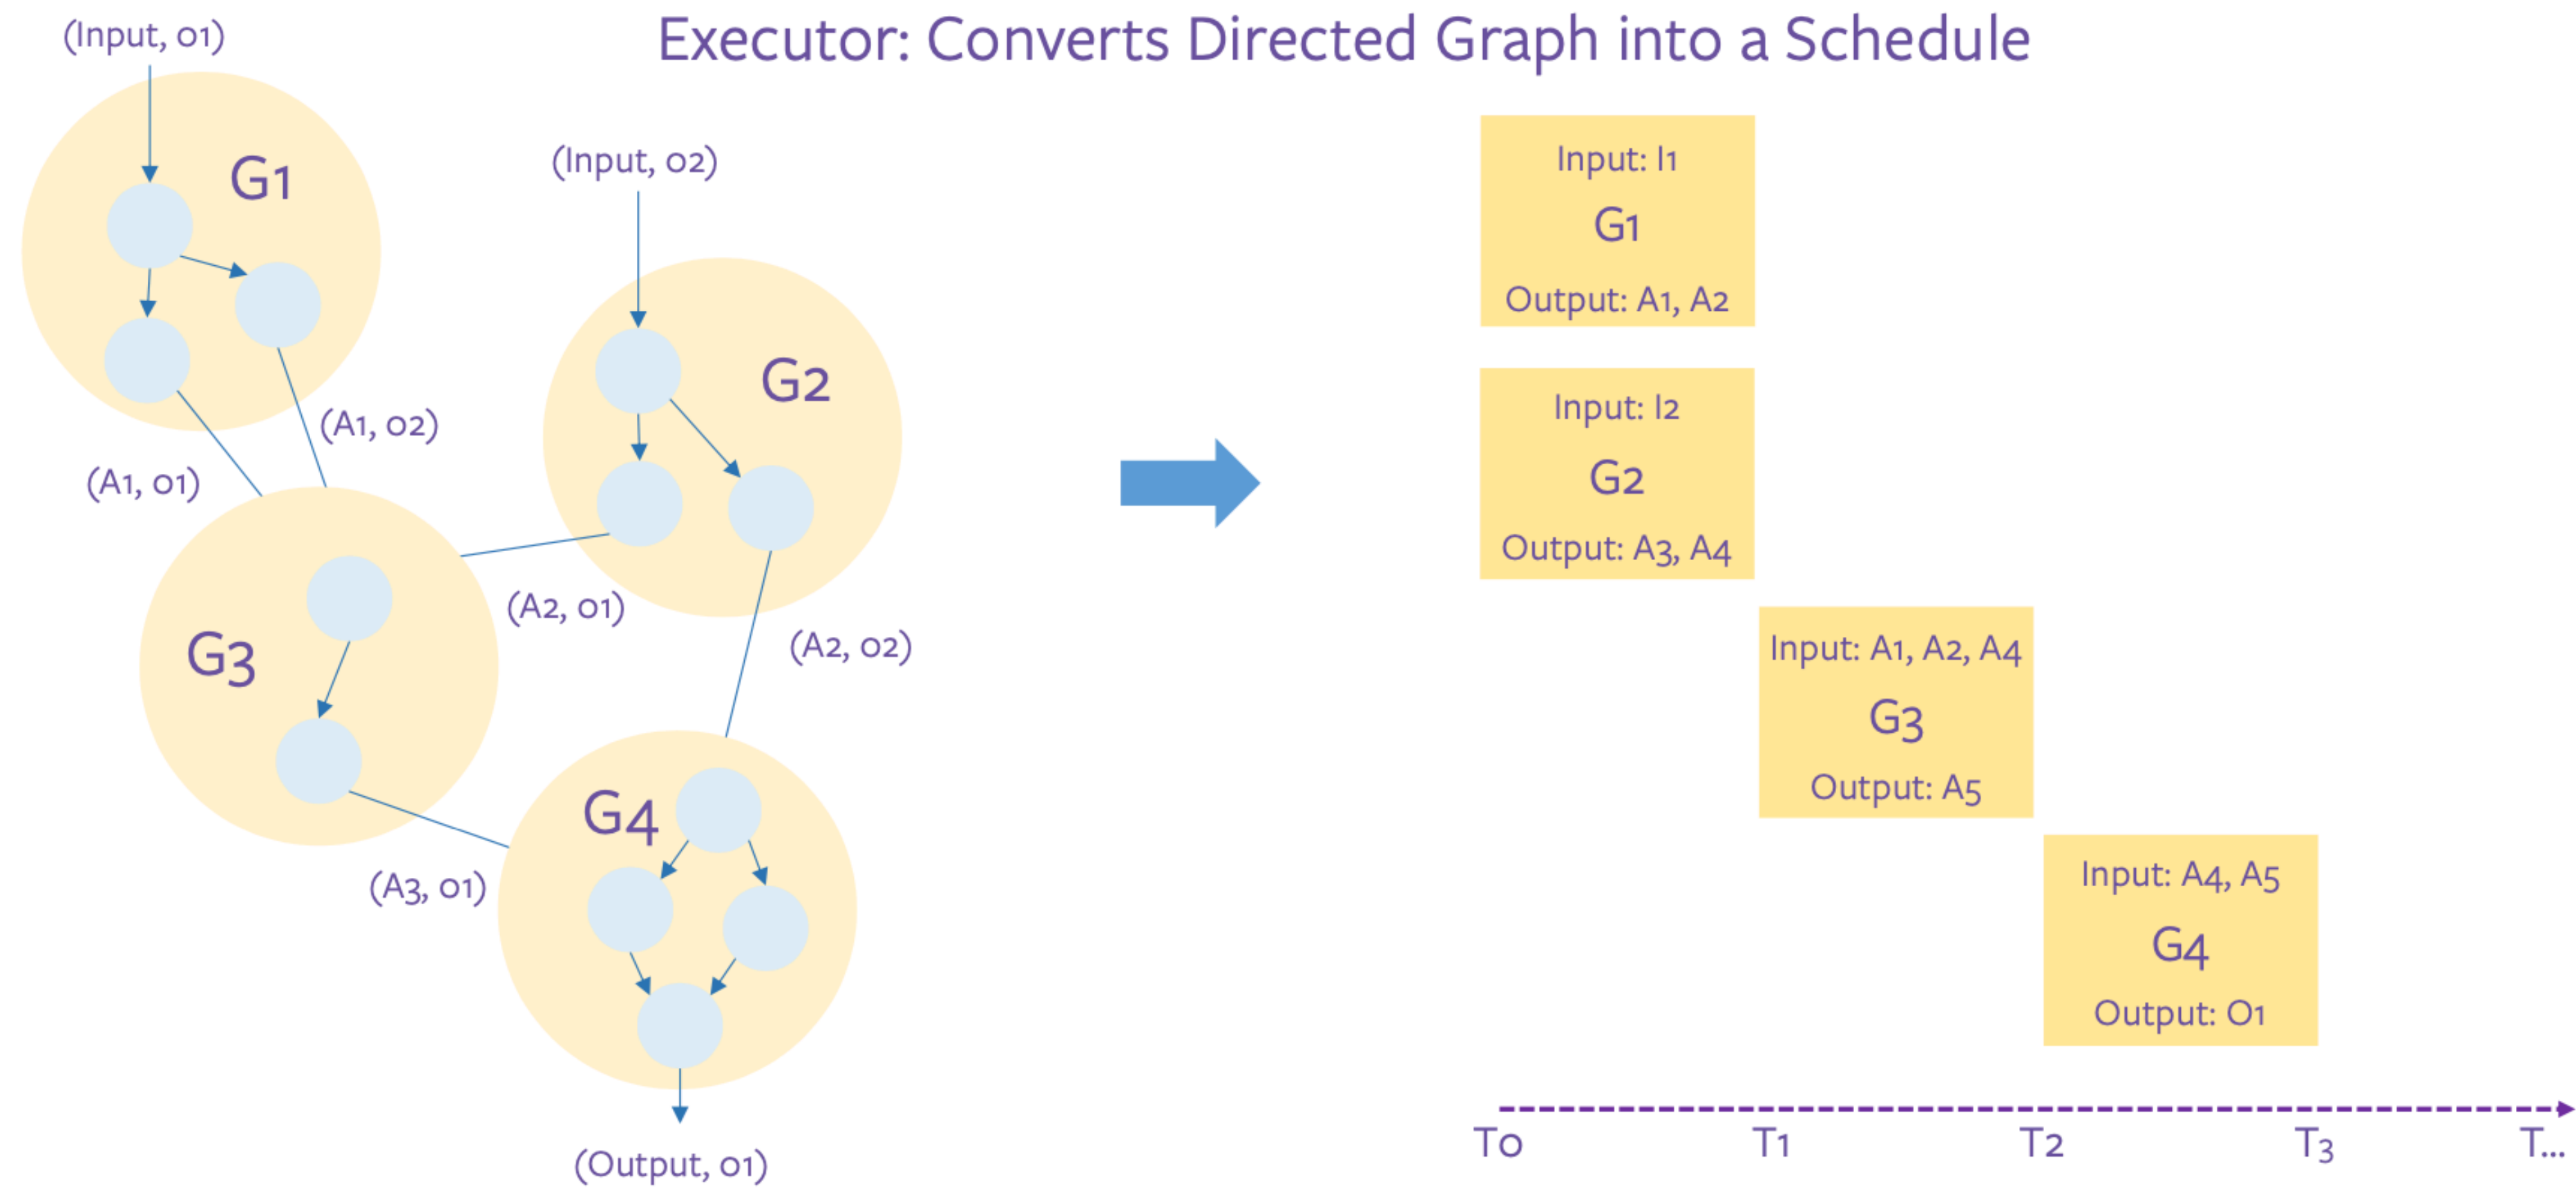 Executor: Converts Directed Graph into a Schedule
(Input, o1)
G1
(Input, o2)
G2
(A1, o2)
(A1, o1)
(A2, o1)
(A2, o2)
G3
G4
(A3, o1)
(Output, o1)
Input: I1
G1
Output: A1, A2
Input: I2
G2
Output: A3, A4
Input: A1, A2, A4
G3
Output: A5
Input: A4, A5
G4
Output: O1
T0 T1 T2 T3 T...